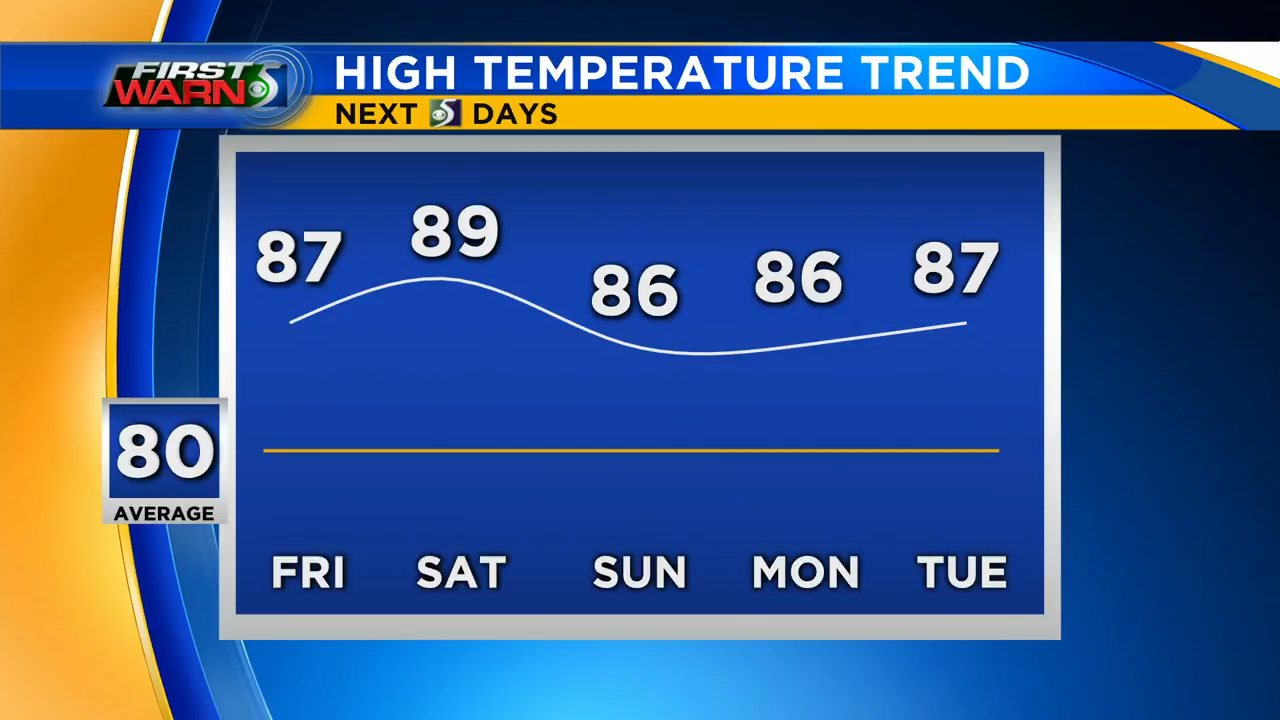 FIRST
WARN 5
HIGH TEMPERATURE TREND
NEXT 5 DAYS
87 89 86 86 87
80
AVERAGE
FRI SAT SUN MON TUE